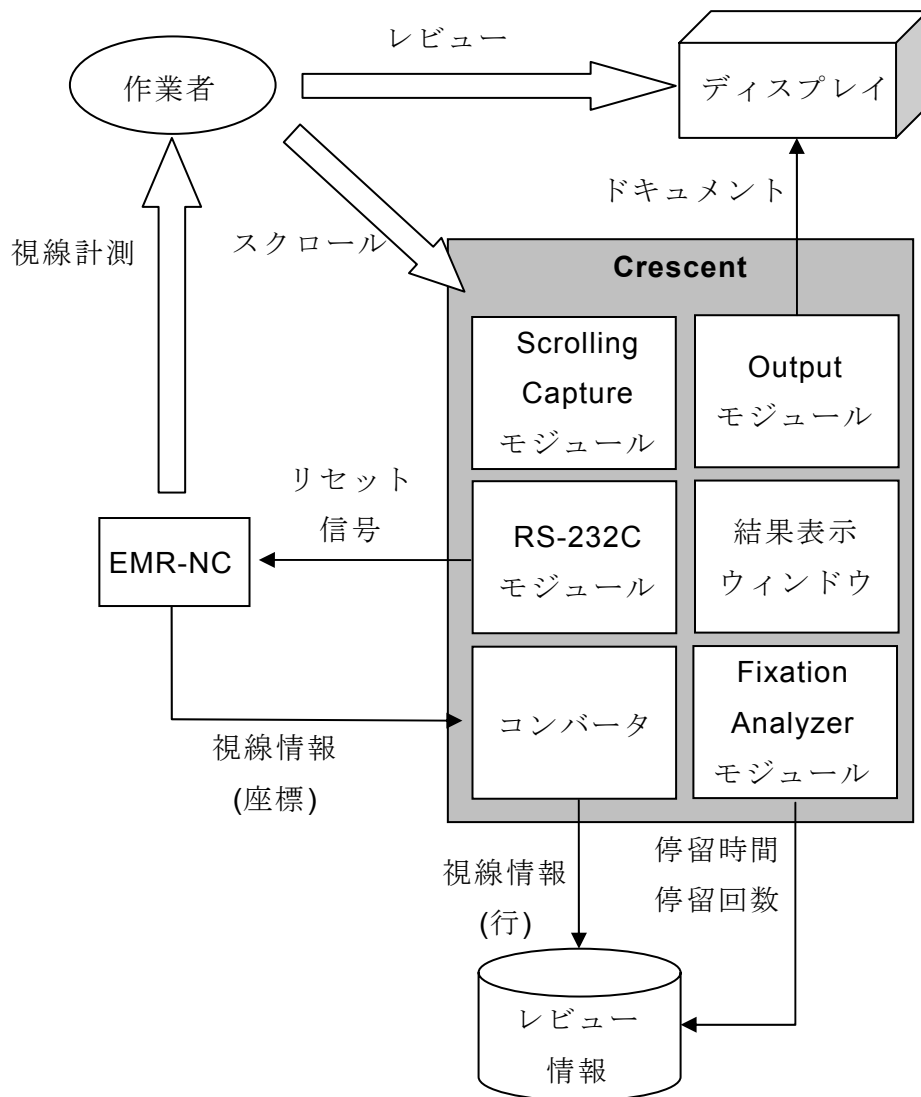 レビュー
作業者
ディスプレイ
ドキュメント
視線計測
スクロール
Crescent
Scrolling
Capture
モジュール
Output
モジュール
リセット
信号
EMR-NC
RS-232C
モジュール
結果表示
ウィンドウ
コンバータ
Fixation
Analyzer
モジュール
視線情報
(座標)
視線情報
(行)
停留時間
停留回数
レビュー
情報